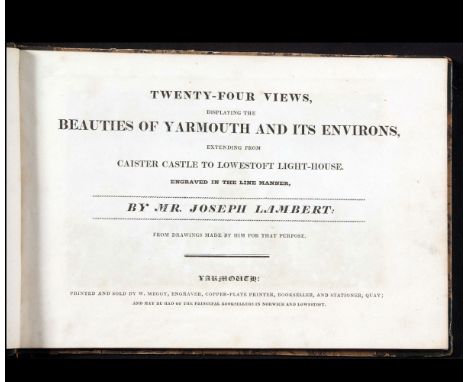 TWENTY-FOUR VIEWS,
DISPLAYING THE
BEAUTIES OF YARMOUTH AND ITS ENVIRONS,
EXTENDING FROM
CAISTER CASTLE TO LOWESTOFT LIGHT-HOUSE.
ENGRAVED IN THE LINE MANNER,
BY MR. JOSEPH LAMBERT:
FROM DRAWINGS MADE BY HIM FOR THAT PURPOSE.
YARMOUTH:
PRINTED AND SOLD BY W. MEGGY, ENGRAVER, COPPER-PLATE PRINTER, BOOKSELLER, AND STATIONER, QUAY;
AND MAY BE HAD OF THE PRINCIPAL BOOKSELLERS IN NORWICH AND LOWESTOFT.